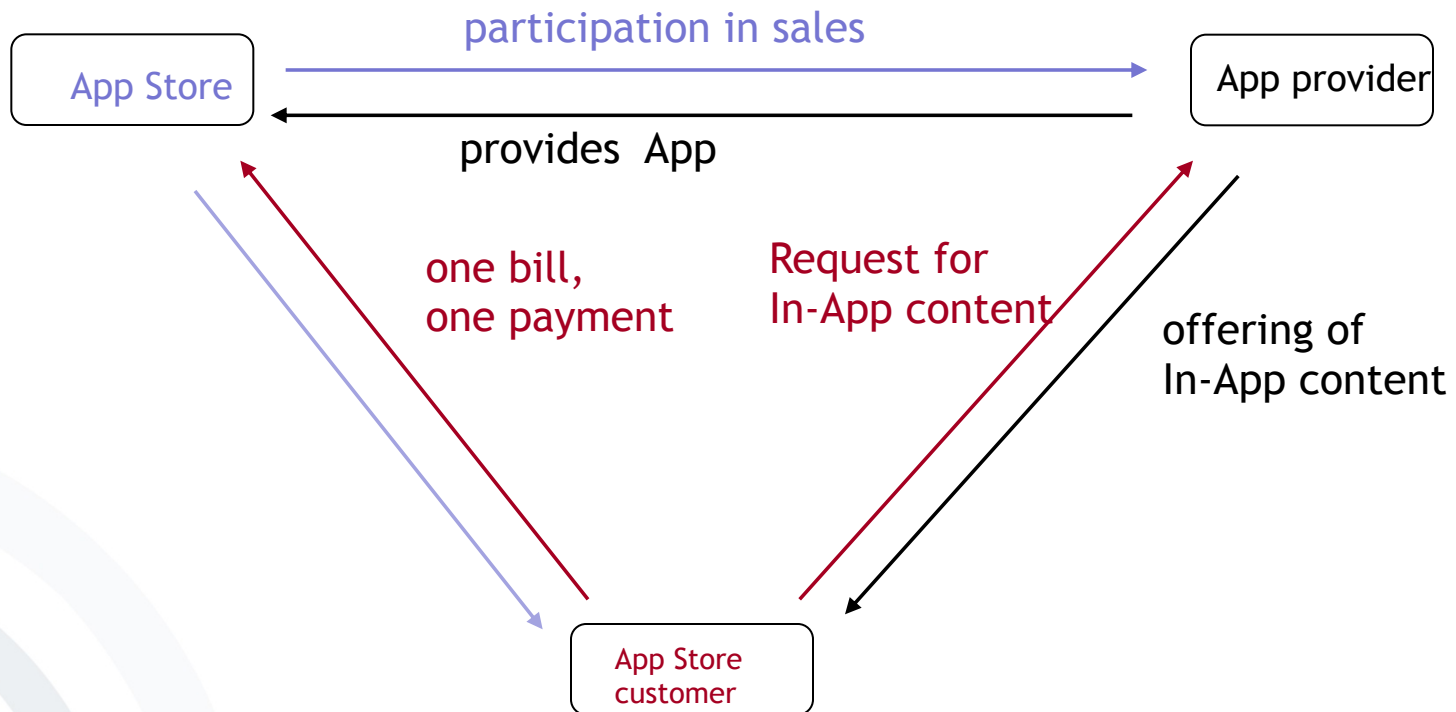 participation in sales
App Store
App provider
provides App
one bill,
one payment
Request for
In-App content
offering of
In-App content
App Store
customer